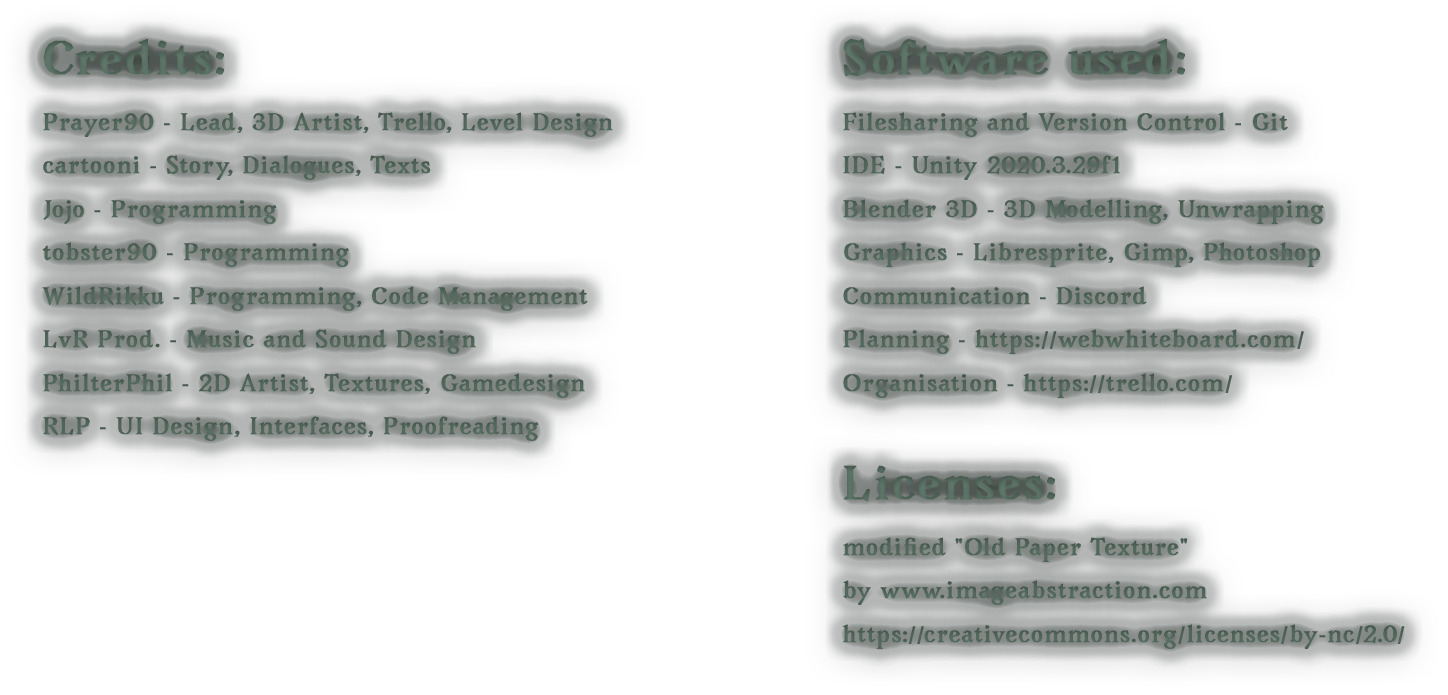 Credits:
Prayer90 - Lead, 3D Artist, Trello, Level Design
cartooni - Story, Dialogues, Texts
Jojo - Programming
tobster90 - Programming
WildRikku - Programming, Code Management
LvR Prod. - Music and Sound Design
PhilterPhil - 2D Artist, Textures, Gamedesign
RLP - UI Design, Interfaces, Proofreading
Software used:
Filesharing and Version Control - Git
IDE - Unity 2020.3.29f1
Blender 3D - 3D Modelling, Unwrapping
Graphics - Libresprite, Gimp, Photoshop
Communication - Discord
Planning - https://webwhiteboard.com/
Organisation - https://trello.com/
Licenses:
modified "Old Paper Texture"
by www.imageabstraction.com
https://creativecommons.org/licenses/by-nc/2.0/